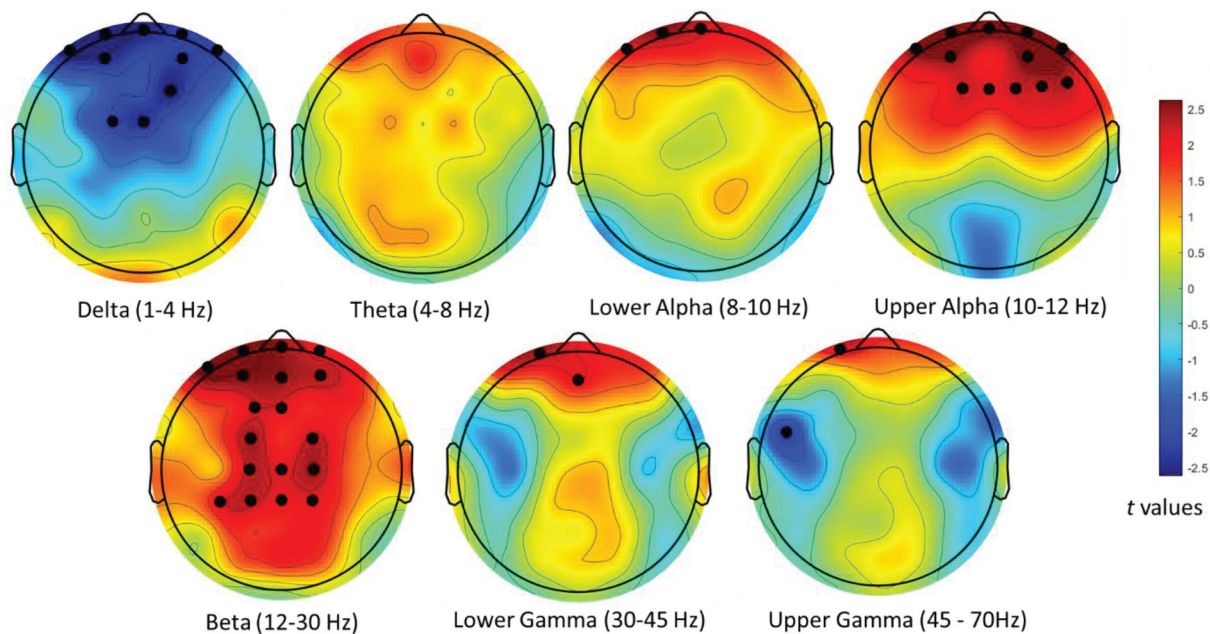 Delta (1-4 Hz)
Theta (4-8 Hz)
Lower Alpha (8-10 Hz)
Upper Alpha (10-12 Hz)
2.5
2
1.5
1
0.5
0
-0.5
-1
-1.5
-2
-2.5
t values
Beta (12-30 Hz)
Lower Gamma (30-45 Hz)
Upper Gamma (45 - 70Hz)